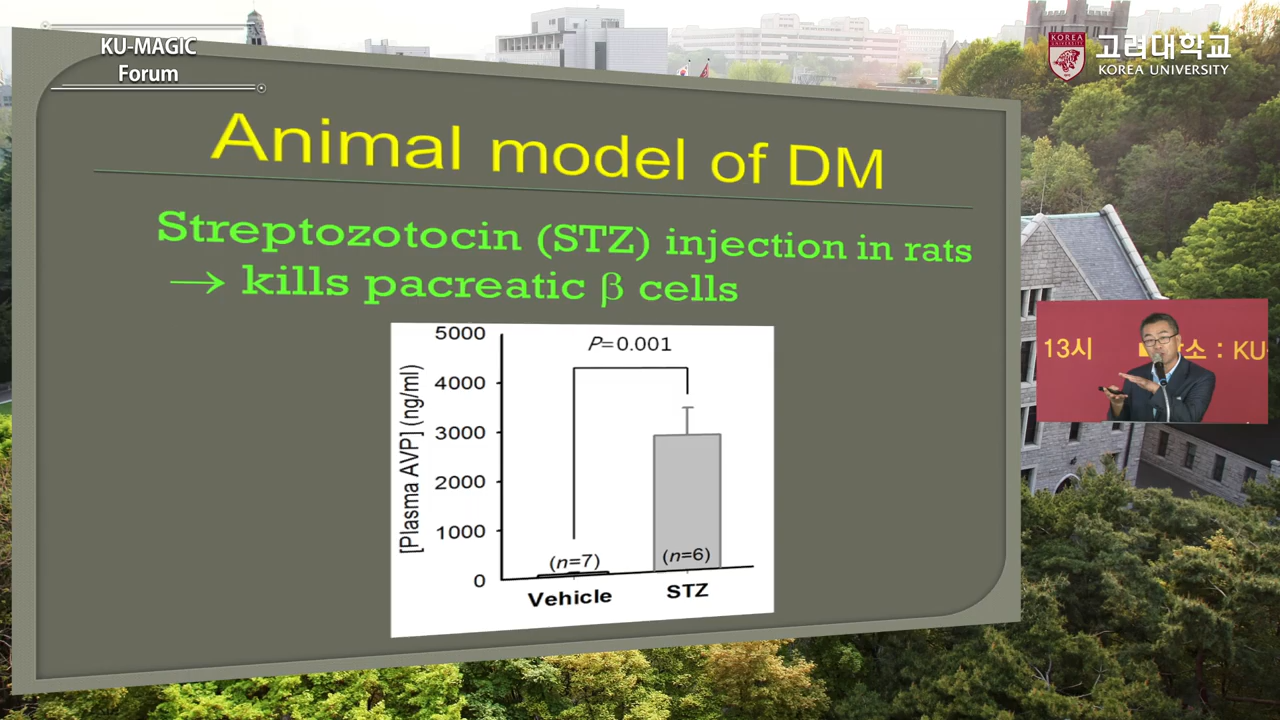 KU-MAGIC
Forum
고려대학교
KOREA UNIVERSITY
KOREA
Animal model of DM
Streptozotocin (STZ) injection in rats
→ kills pacreatic β cells
[Plasma AVP] (ng/ml)
5000
4000
3000
2000
1000
0
P=0.001
(n=7)
(n=6)
Vehicle
STZ
13시
소 : KU-